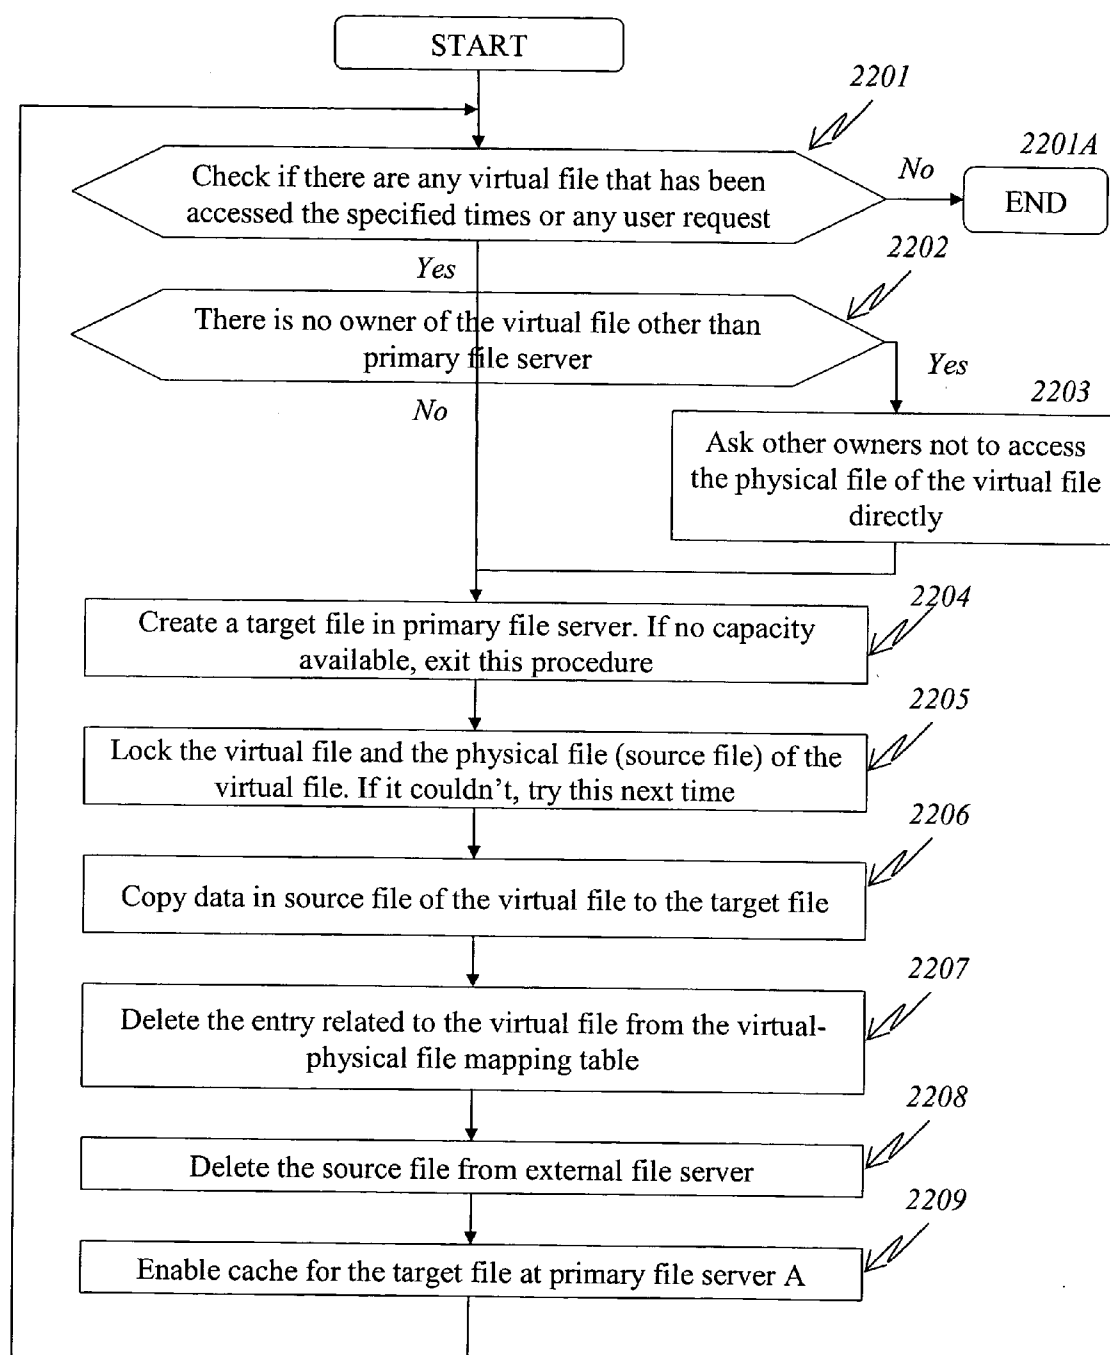 START
2201
2201A
Check if there are any virtual file that has been
accessed the specified times or any user request
No
END
Yes
2202
There is no owner of the virtual file other than
primary file server
Yes
No
2203
Ask other owners not to access
the physical file of the virtual file
directly
2204
Create a target file in primary file server. If no capacity
available, exit this procedure
2205
Lock the virtual file and the physical file (source file) of the
virtual file. If it couldn't, try this next time
2206
Copy data in source file of the virtual file to the target file
2207
Delete the entry related to the virtual file from the virtual-
physical file mapping table
2208
Delete the source file from external file server
2209
Enable cache for the target file at primary file server A